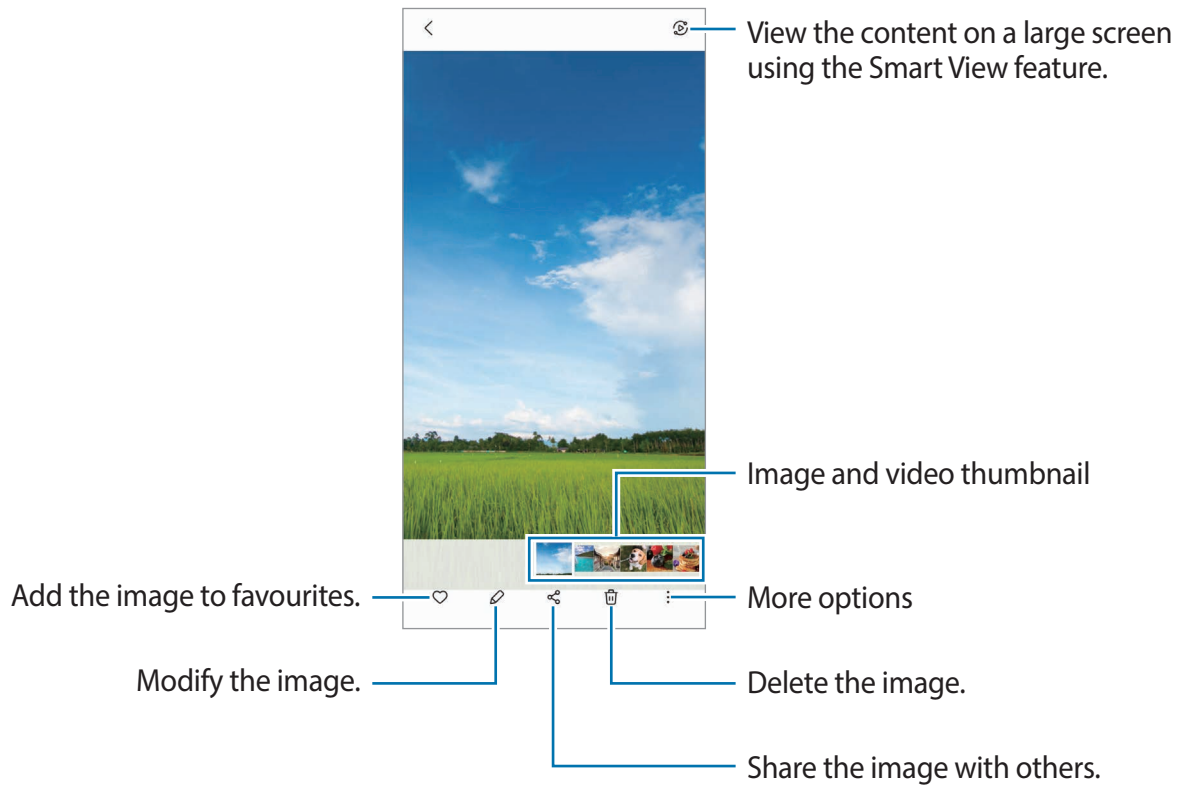 View the content on a large screen
using the Smart View feature.
Image and video thumbnail
Add the image to favourites.
More options
Modify the image.
Delete the image.
Share the image with others.